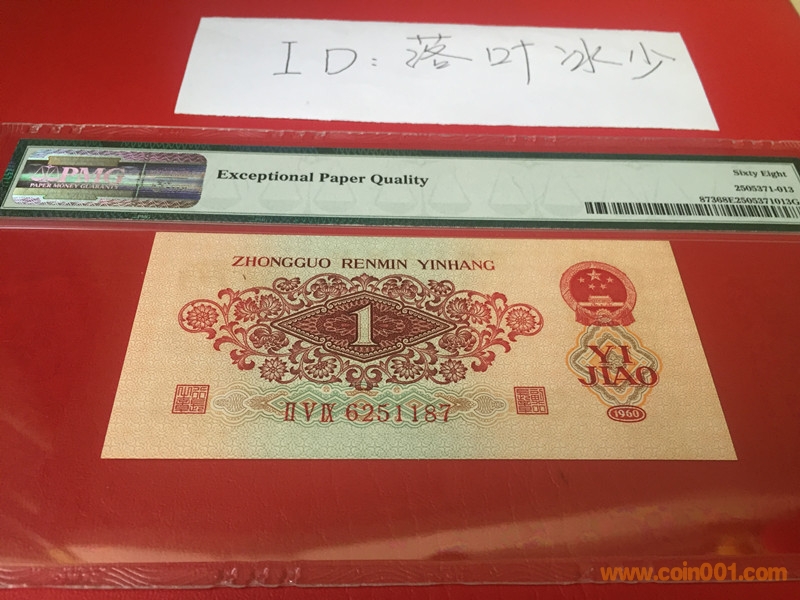 ID: 落叶冰少
PMG
PAPER MONEY GUARANTY
Exceptional Paper Quality
Sixty Eight
2505371-013
87368E2505371013G
ZHONGGUO RENMIN YINHANG
1
YI
JIAO
ⅡⅤⅨ 6251187
1960
www.coin001.com